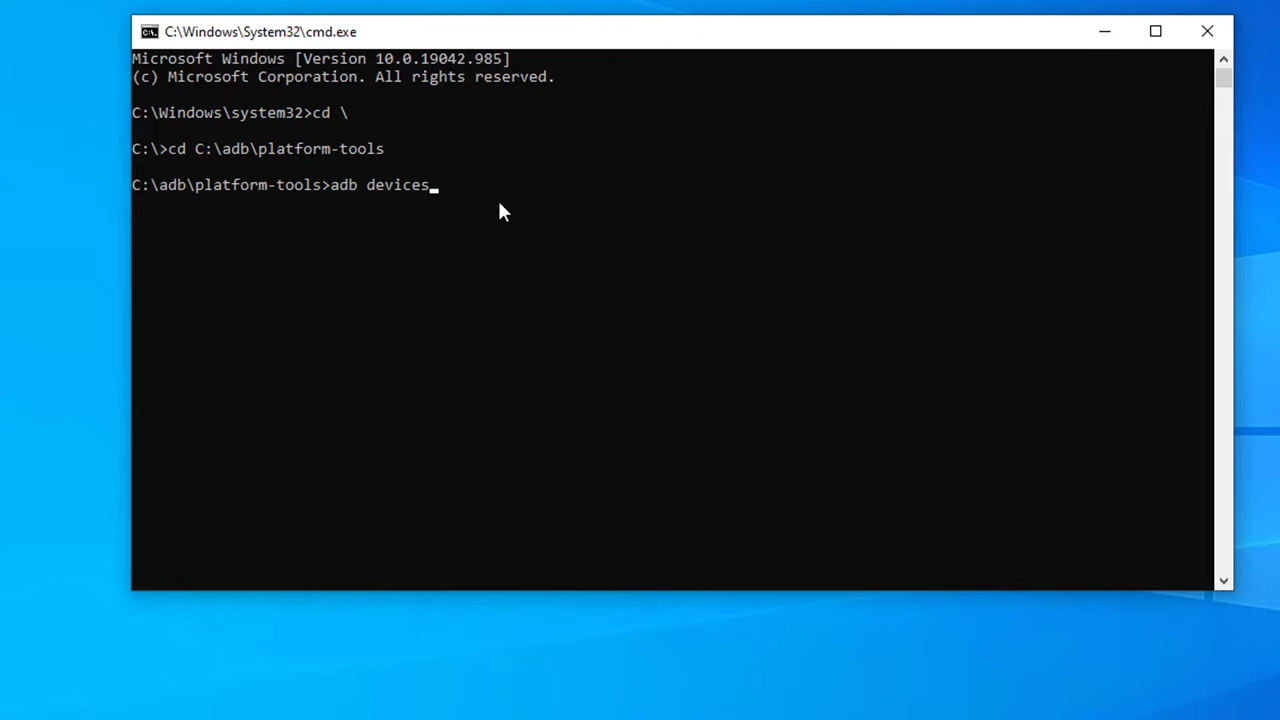 C:\Windows\System32\cmd.exe
Microsoft Windows [Version 10.0.19042.985]
(c) Microsoft Corporation. All rights reserved.
C:\Windows\system32>cd \
C:\>cd C:\adb\platform-tools
C:\adb\platform-tools>adb devices